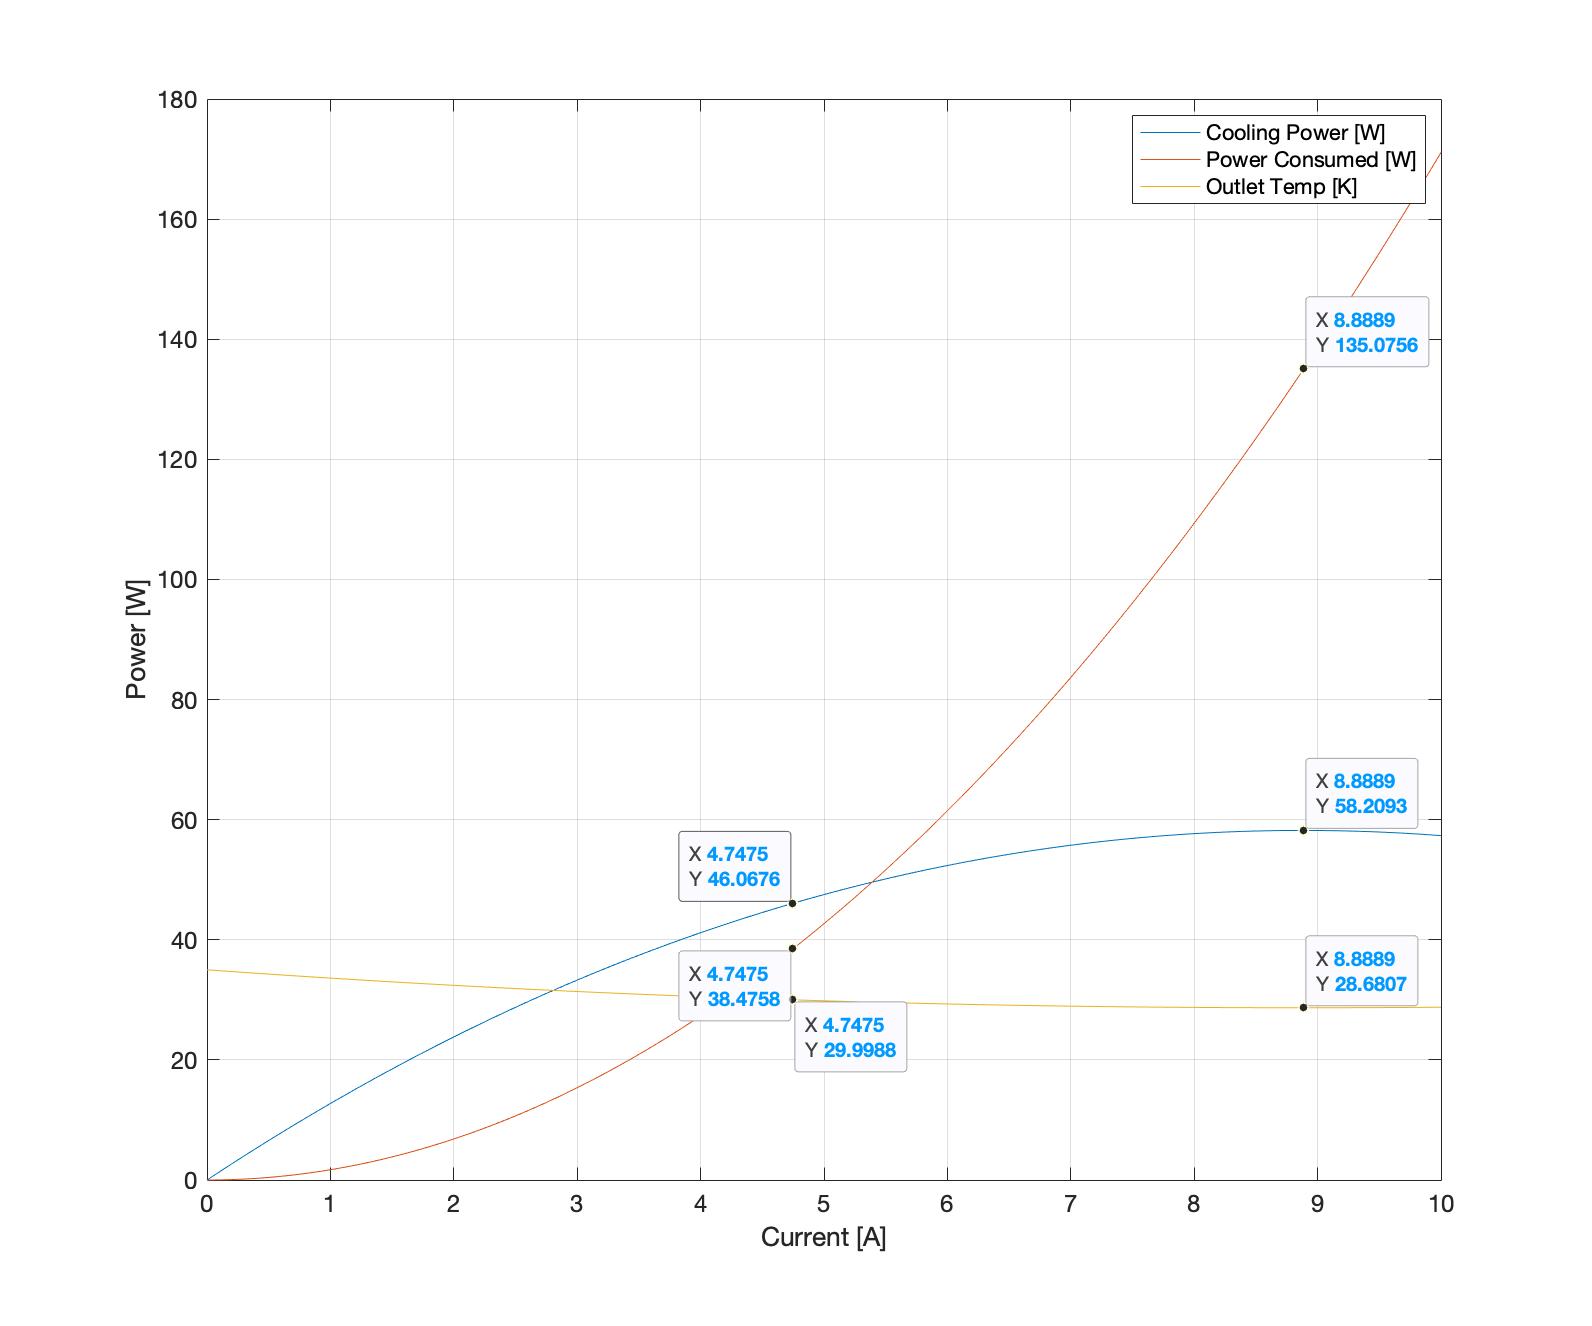 180
160
140
120
100
80
60
40
20
0
Power [W]
Cooling Power [W]
Power Consumed [W]
Outlet Temp [K]
X 8.8889
Y 135.0756
X 8.8889
Y 58.2093
X 4.7475
Y 46.0676
X 8.8889
Y 28.6807
X 4.7475
Y 38.4758
X 4.7475
Y 29.9988
0 1 2 3 4 5 6 7 8 9 10
Current [A]